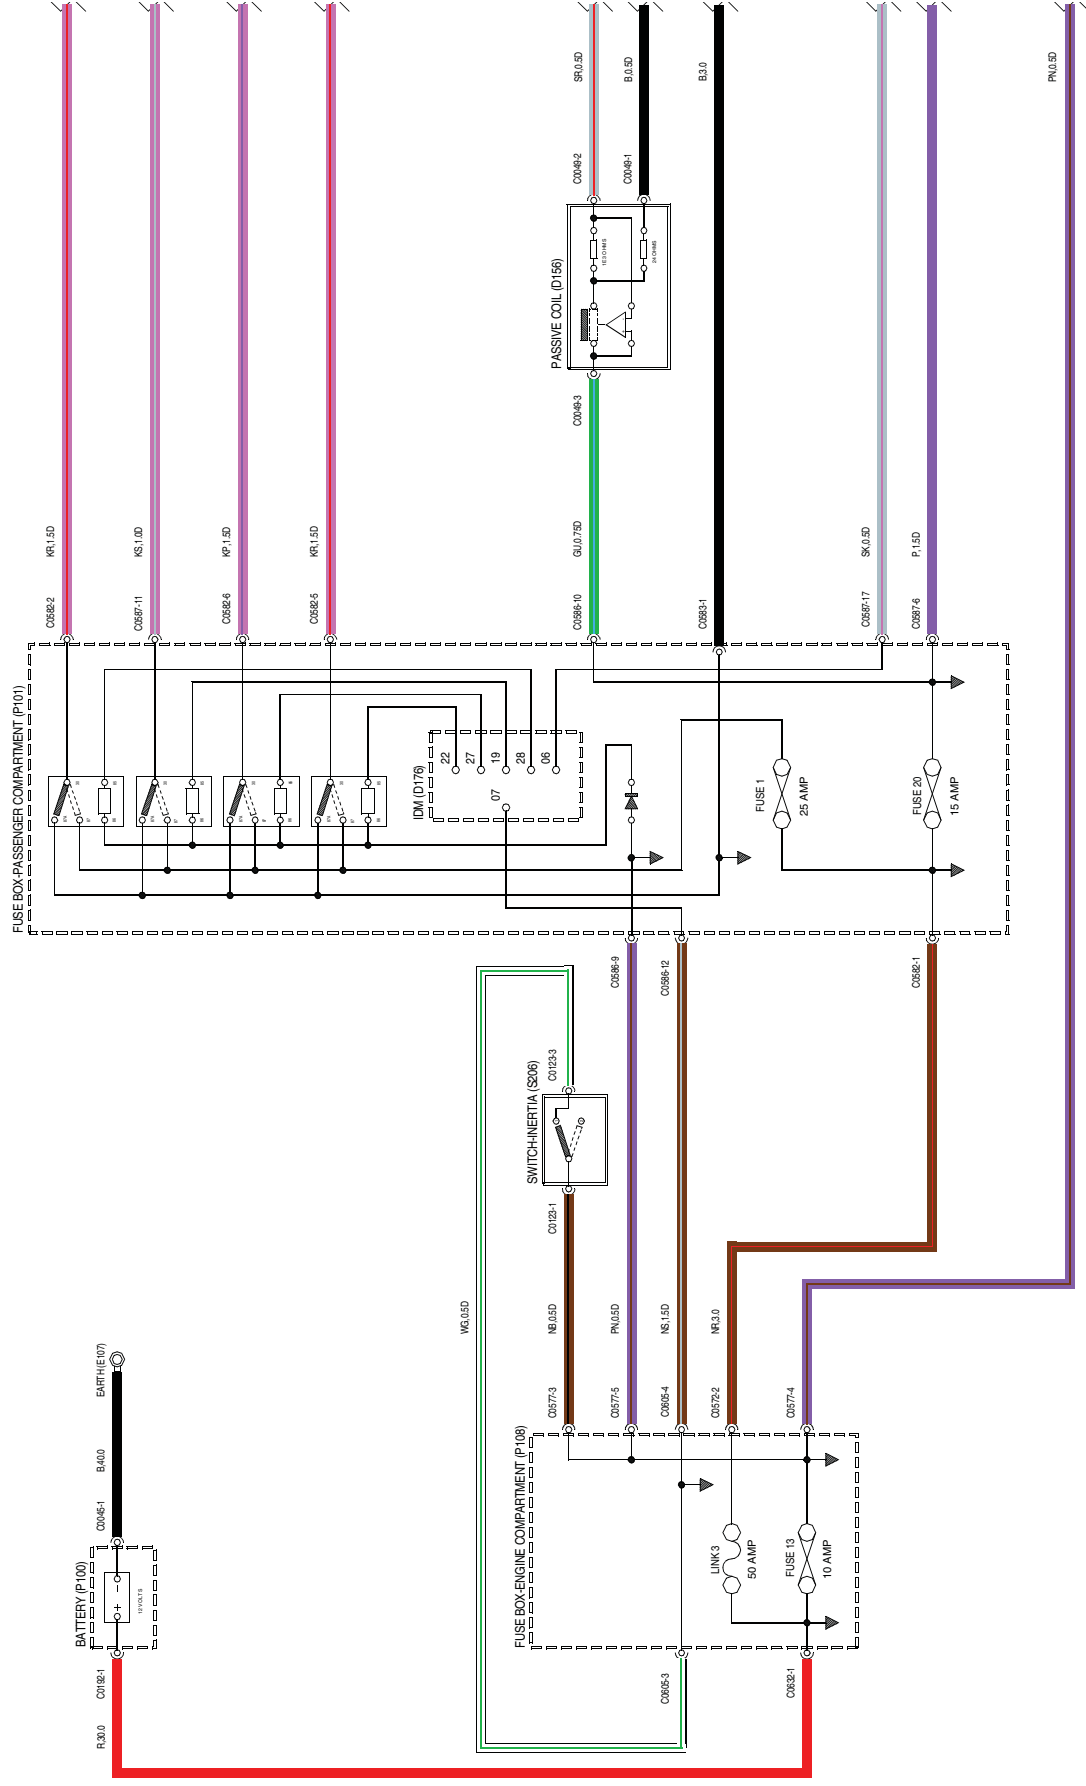 SR,0.5D
B,0.5D
B,3.0
PN,0.5D
C0049-2
C0049-1
PASSIVE COIL (D156)
24 OHMS
C0049-3
KR,1.5D
KS,1.0D
KP,1.5D
KR,1.5D
GU,0.75D
SK,0.5D
P,1.5D
C0582-2
C0587-11
C0582-6
C0582-5
C0586-10
C0583-1
C0587-17
C0587-6
FUSE BOX-PASSENGER COMPARTMENT (P101)
IDM (D176)
22
27
19
28
06
07
FUSE 1
25 AMP
FUSE 20
15 AMP
C0586-9
C0586-12
C0582-1
SWITCH-INERTIA (S206)
C0123-3
C0123-1
WG,0.5D
NB,0.5D
PN,0.5D
NS,1.5D
NR,3.0
EARTH (E107)
C0577-3
C0577-5
C0605-4
C0572-2
C0577-4
B,40.0
C0045-1
BATTERY (P100)
12 VOLTS
+
−
FUSE BOX-ENGINE COMPARTMENT (P108)
LINK 3
50 AMP
FUSE 13
10 AMP
C0192-1
C0605-3
C0632-1
R,30.0